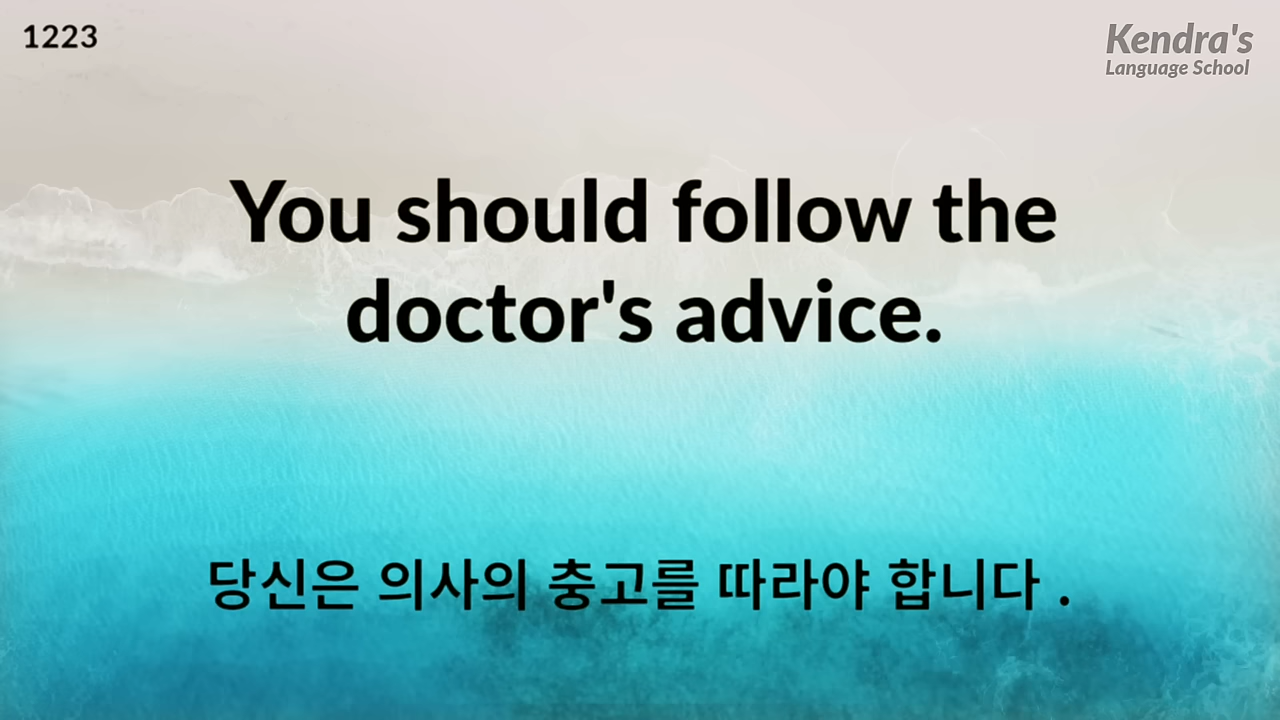 1223
Kendra's
Language School
You should follow the
doctor's advice.
당신은 의사의 충고를 따라야 합니다 .